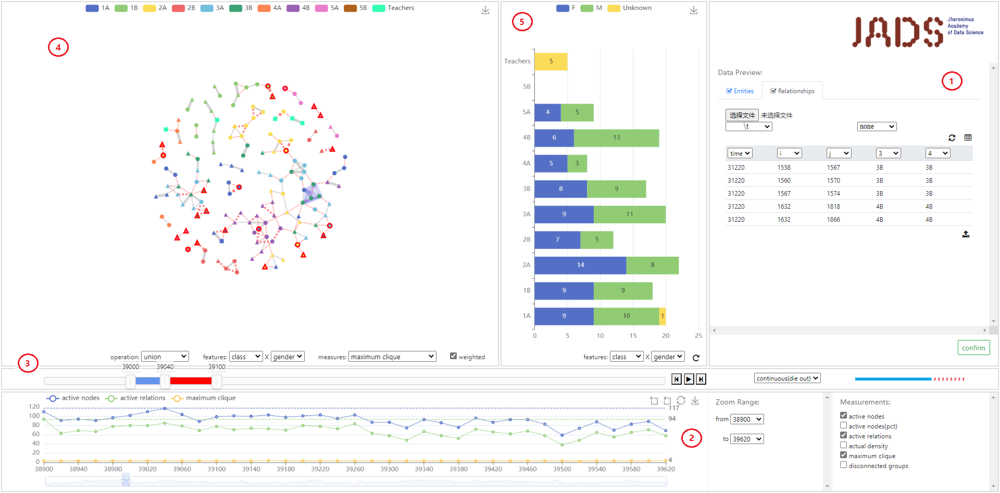 1A 1B 2A 2B 3A 3B 4A 4B 5A 5B Teachers
4
operation: union features: class X gender measures: maximum clique weighted
F M Unknown
5
Teachers 5
5B
5A 4 5
4B 6 13
4A 5 3
3B 8 9
3A 9 11
2B 7 5
2A 14 8
1B 9 9
1A 9 10 1
0 5 10 15 20 25
features: class X gender
JADS
Jheronimus
Academy
of Data Science
Data Preview:
1
Entities Relationships
选择文件 未选择文件
\t none
time i j 3 4
31220 1558 1567 3B 3B
31220 1560 1570 3B 3B
31220 1567 1574 3B 3B
31220 1632 1818 4B 4B
31220 1632 1866 4B 4B
confirm
3
39000 39040 39100
continuous(die out)
active nodes active relations maximum clique
120
100
80
60
40
20
0
117
94
4
2
38900 38940 38980 39020 39060 39100 39140 39180 39220 39260 39300 39340 39380 39420 39460 39500 39540 39580 39620
Zoom Range:
from 38900
to 39620
Measurements:
active nodes
active nodes(pct)
active relations
actual density
maximum clique
disconnected groups